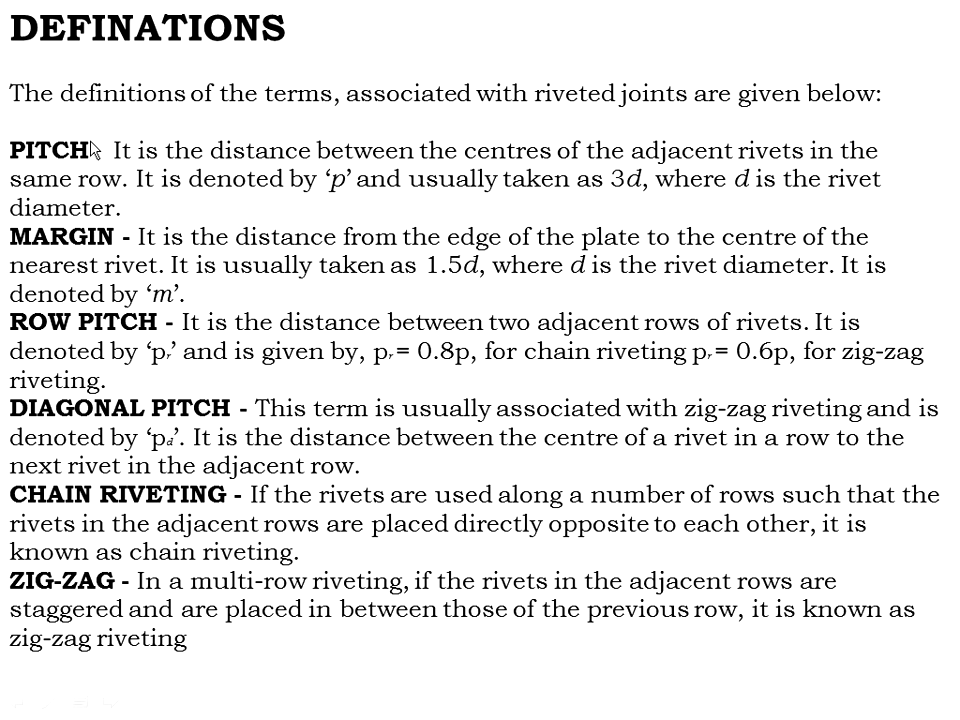 DEFINATIONS
The definitions of the terms, associated with riveted joints are given below:
PITCH It is the distance between the centres of the adjacent rivets in the
same row. It is denoted by ‘p’ and usually taken as 3d, where d is the rivet
diameter.
MARGIN - It is the distance from the edge of the plate to the centre of the
nearest rivet. It is usually taken as 1.5d, where d is the rivet diameter. It is
denoted by ‘m’.
ROW PITCH - It is the distance between two adjacent rows of rivets. It is
denoted by ‘pr’ and is given by, pr = 0.8p, for chain riveting pr = 0.6p, for zig-zag
riveting.
DIAGONAL PITCH - This term is usually associated with zig-zag riveting and is
denoted by ‘pd’. It is the distance between the centre of a rivet in a row to the
next rivet in the adjacent row.
CHAIN RIVETING - If the rivets are used along a number of rows such that the
rivets in the adjacent rows are placed directly opposite to each other, it is
known as chain riveting.
ZIG-ZAG - In a multi-row riveting, if the rivets in the adjacent rows are
staggered and are placed in between those of the previous row, it is known as
zig-zag riveting